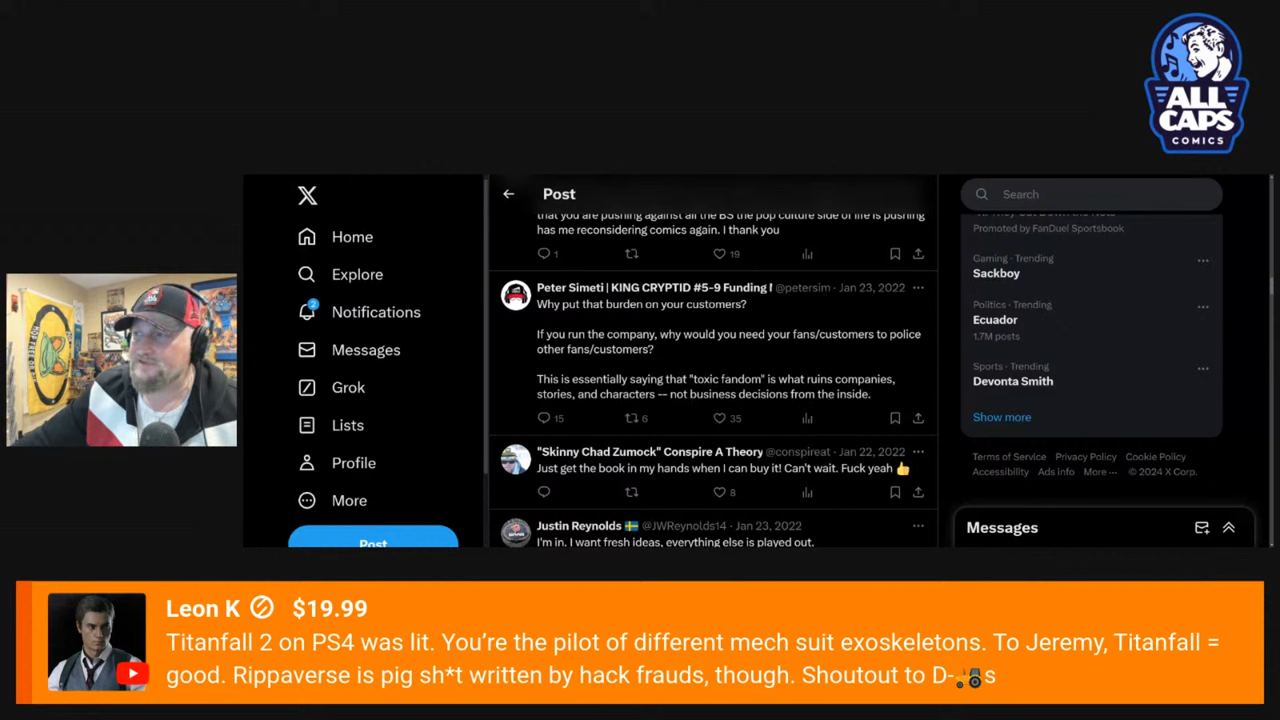 ALL
CAPS
COMICS
Home
Explore
2
Notifications
Messages
Grok
Lists
Profile
More
Post
Post
that you are pushing against all the BS the pop culture side of life is pushing
has me reconsidering comics again. I thank you
1 19
Peter Simeti | KING CRYPTID #5-9 Funding @petersim · Jan 23, 2022
Why put that burden on your customers?
If you run the company, why would you need your fans/customers to police
other fans/customers?
This is essentially saying that "toxic fandom" is what ruins companies,
stories, and characters -- not business decisions from the inside.
15 6 35
"Skinny Chad Zumock" Conspire A Theory @conspireat · Jan 22, 2022
Just get the book in my hands when I can buy it! Can't wait. Fuck yeah 👍
8
Justin Reynolds 🇸🇪 @JWReynolds14 · Jan 23, 2022
I'm in. I want fresh ideas, everything else is played out.
Search
Promoted by FanDuel Sportsbook
Gaming · Trending
Sackboy
Politics · Trending
Ecuador
1.7M posts
Sports · Trending
Devonta Smith
Show more
Terms of Service Privacy Policy Cookie Policy
Accessibility Ads info More ··· © 2024 X Corp.
Messages
Leon K $19.99
Titanfall 2 on PS4 was lit. You're the pilot of different mech suit exoskeletons. To Jeremy, Titanfall =
good. Rippaverse is pig sh*t written by hack frauds, though. Shoutout to D-🚜s